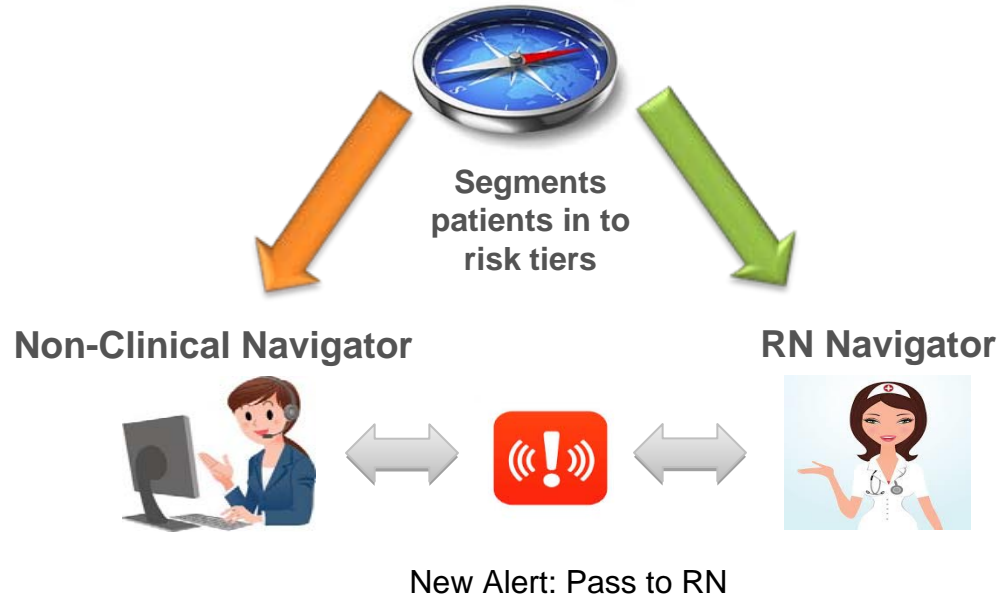 W
N
S
E
Segments
patients in to
risk tiers
Non-Clinical Navigator
RN Navigator
New Alert: Pass to RN